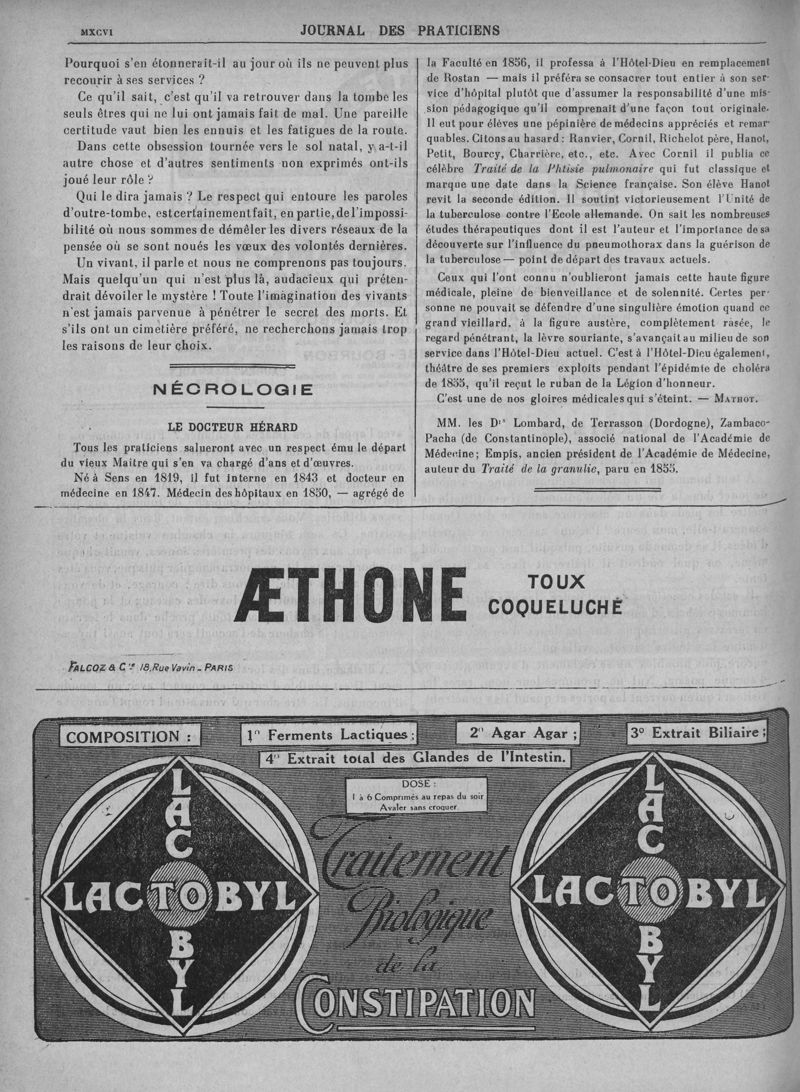 MXCVI
JOURNAL DES PRATICIENS
Pourquoi s'en étonnerait-il au jour où ils ne peuvent plus
recourir à ses services ?
Ce qu'il sait, c'est qu'il va retrouver dans la tombe les
seuls êtres qui ne lui ont jamais fait de mal. Une pareille
certitude vaut bien les ennuis et les fatigues de la route.
Dans cette obsession tournée vers le sol natal, y a-t-il
autre chose et d'autres sentiments non exprimés ont-ils
joué leur rôle ?
Qui le dira jamais ? Le respect qui entoure les paroles
d'outre-tombe, est certainement fait, en partie, de l'impossi-
bilité où nous sommes de démêler les divers réseaux de la
pensée où se sont noués les vœux des volontés dernières.
Un vivant, il parle et nous ne comprenons pas toujours.
Mais quelqu'un qui n'est plus là, audacieux qui préten-
drait dévoiler le mystère ! Toute l'imagination des vivants
n'est jamais parvenue à pénétrer le secret des morts. Et
s'ils ont un cimetière préféré, ne recherchons jamais trop
les raisons de leur choix.
NÉCROLOGIE
LE DOCTEUR HÉRARD
Tous les praticiens salueront avec un respect ému le départ
du vieux Maître qui s'en va chargé d'ans et d'œuvres.
Né à Sens en 1819, il fut interne en 1843 et docteur en
médecine en 1847. Médecin des hôpitaux en 1850, — agrégé de
la Faculté en 1856, il professa à l'Hôtel-Dieu en remplacement
de Rostan — mais il préféra se consacrer tout entier à son ser-
vice d'hôpital plutôt que d'assumer la responsabilité d'une mis-
sion pédagogique qu'il comprenait d'une façon tout originale.
Il eut pour élèves une pépinière de médecins appréciés et remar-
quables. Citons au hasard : Ranvier, Cornil, Richelot père, Hanot,
Petit, Bourcy, Charrière, etc., etc. Avec Cornil il publia ce
célèbre Traité de la Phtisie pulmonaire qui fut classique et
marque une date dans la Science française. Son élève Hanot
revit la seconde édition. Il soutint victorieusement l'Unité de
la tuberculose contre l'Ecole allemande. On sait les nombreuses
études thérapeutiques dont il est l'auteur et l'importance de sa
découverte sur l'influence du pneumothorax dans la guérison de
la tuberculose — point de départ des travaux actuels.
Ceux qui l'ont connu n'oublieront jamais cette haute figure
médicale, pleine de bienveillance et de solennité. Certes per-
sonne ne pouvait se défendre d'une singulière émotion quand ce
grand vieillard, à la figure austère, complètement rasée, le
regard pénétrant, la lèvre souriante, s'avançait au milieu de son
service dans l'Hôtel-Dieu actuel. C'est à l'Hôtel-Dieu également,
théâtre de ses premiers exploits pendant l'épidémie de choléra
de 1855, qu'il reçut le ruban de la Légion d'honneur.
C'est une de nos gloires médicales qui s'éteint. — MATHOT.
MM. les Drs Lombard, de Terrasson (Dordogne), Zambaco-
Pacha (de Constantinople), associé national de l'Académie de
Médecine; Empis, ancien président de l'Académie de Médecine,
auteur du Traité de la granulie, paru en 1855.
ÆTHONE
TOUX
COQUELUCHE
FALCOZ & Cie 18, Rue Vavin - PARIS
COMPOSITION :
1º Ferments Lactiques;
2º Agar Agar ;
3º Extrait Biliaire;
4º Extrait total des Glandes de l'Intestin.
DOSE :
1 à 6 Comprimés au repas du soir
Avaler sans croquer.
LACTOBYL
LACTOBYL
Traitement
Biologique
de la
CONSTIPATION
LACTOBYL
LACTOBYL